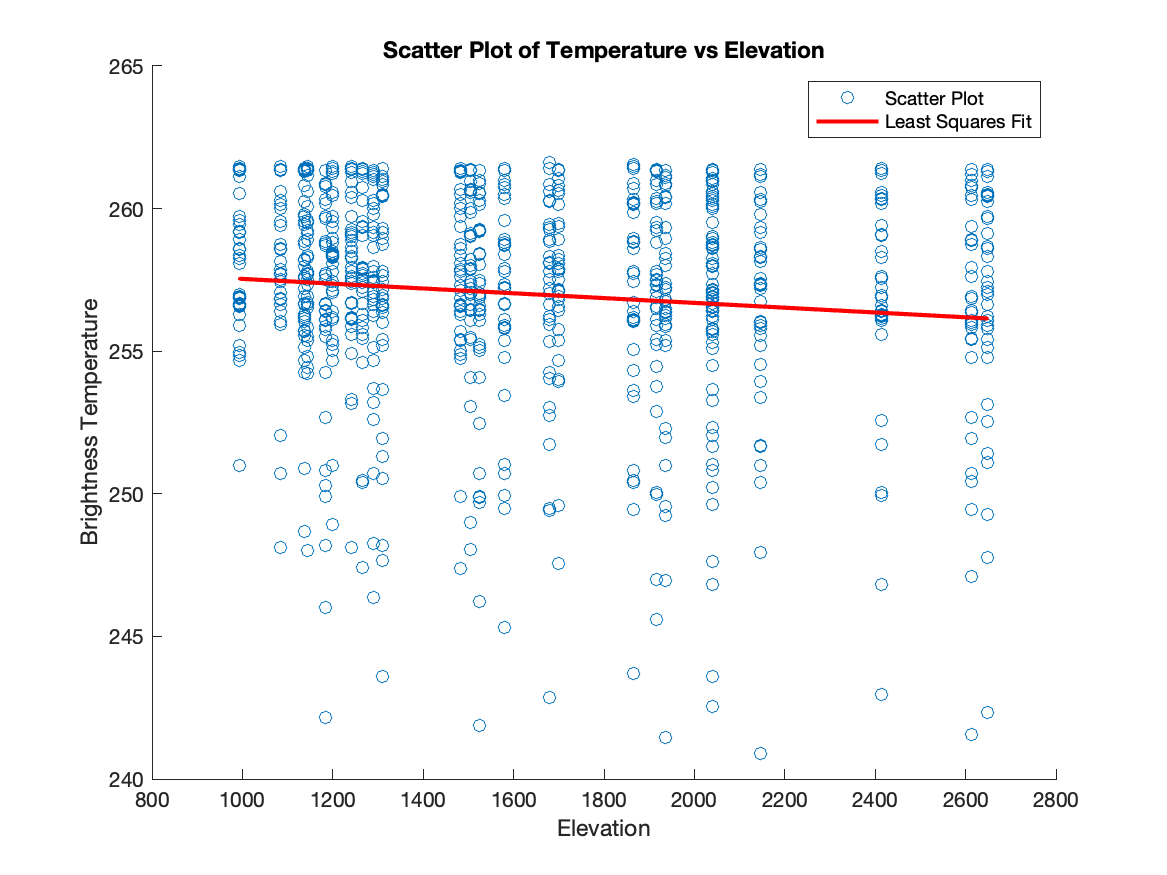 Scatter Plot of Temperature vs Elevation
265
260
255
250
245
240
Brightness Temperature
Scatter Plot
Least Squares Fit
800 1000 1200 1400 1600 1800 2000 2200 2400 2600 2800
Elevation